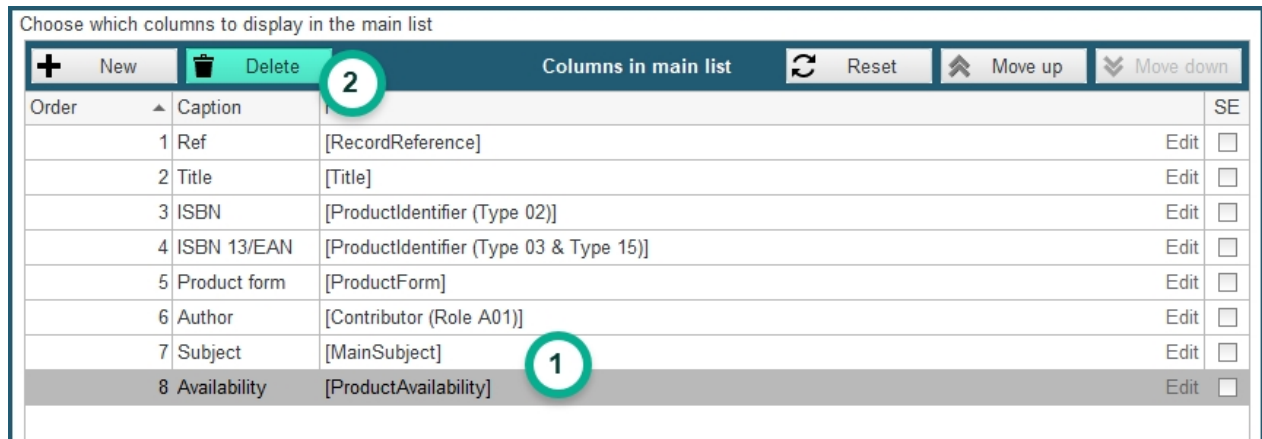 Choose which columns to display in the main list
New Delete 2 Columns in main list Reset Move up Move down
Order Caption SE
1 Ref [RecordReference] Edit
2 Title [Title] Edit
3 ISBN [ProductIdentifier (Type 02)] Edit
4 ISBN 13/EAN [ProductIdentifier (Type 03 & Type 15)] Edit
5 Product form [ProductForm] Edit
6 Author [Contributor (Role A01)] Edit
7 Subject [MainSubject] 1 Edit
8 Availability [ProductAvailability] Edit